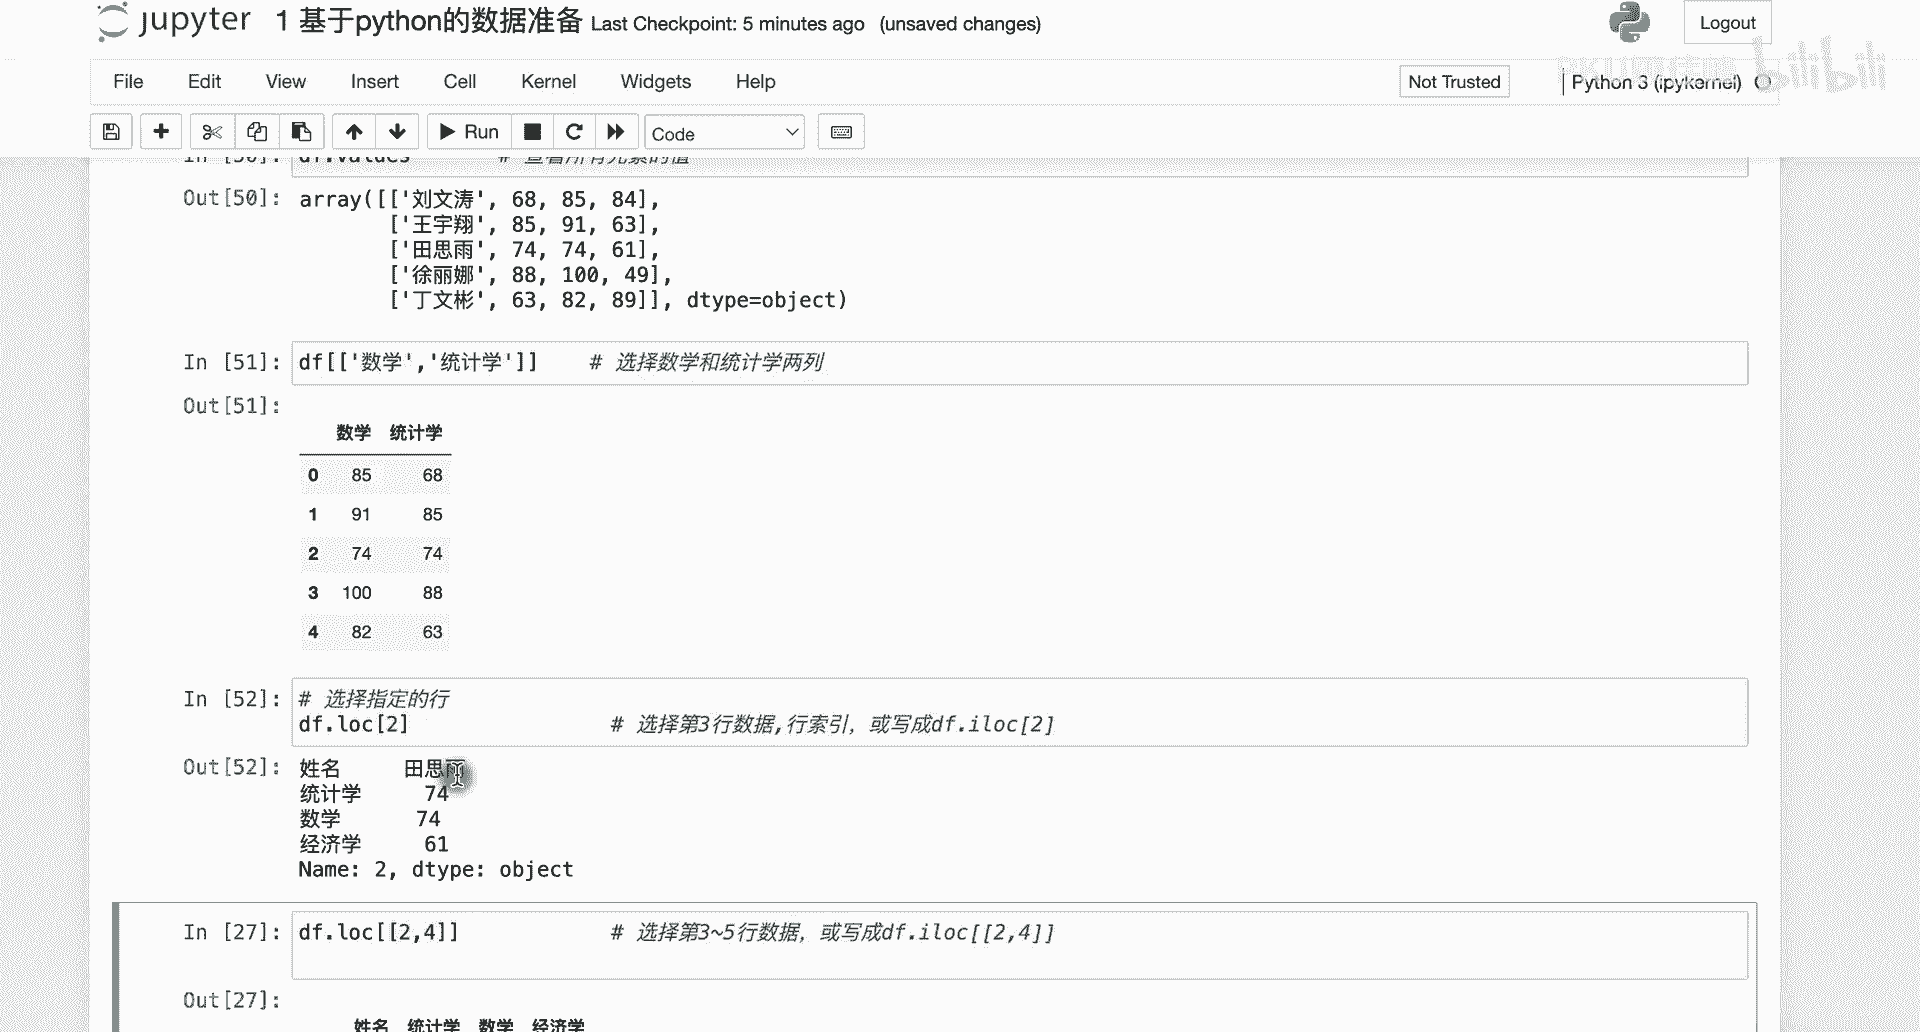 jupyter 1 基于python的数据准备 Last Checkpoint: 5 minutes ago (unsaved changes) Logout
File Edit View Insert Cell Kernel Widgets Help Not Trusted Python 3 (ipykernel)
bilibili
Run Code
In [50]: df.values # 查看所有元素的值
Out[50]: array([['刘文涛', 68, 85, 84],
['王宇翔', 85, 91, 63],
['田思雨', 74, 74, 61],
['徐丽娜', 88, 100, 49],
['丁文彬', 63, 82, 89]], dtype=object)
In [51]: df[['数学','统计学']] # 选择数学和统计学两列
Out[51]:
数学 统计学
0 85 68
1 91 85
2 74 74
3 100 88
4 82 63
In [52]: # 选择指定的行
df.loc[2] # 选择第3行数据,行索引，或写成df.iloc[2]
Out[52]: 姓名 田思雨
统计学 74
数学 74
经济学 61
Name: 2, dtype: object
In [27]: df.loc[[2,4]] # 选择第3~5行数据，或写成df.iloc[[2,4]]
Out[27]:
姓名 统计学 数学 经济学